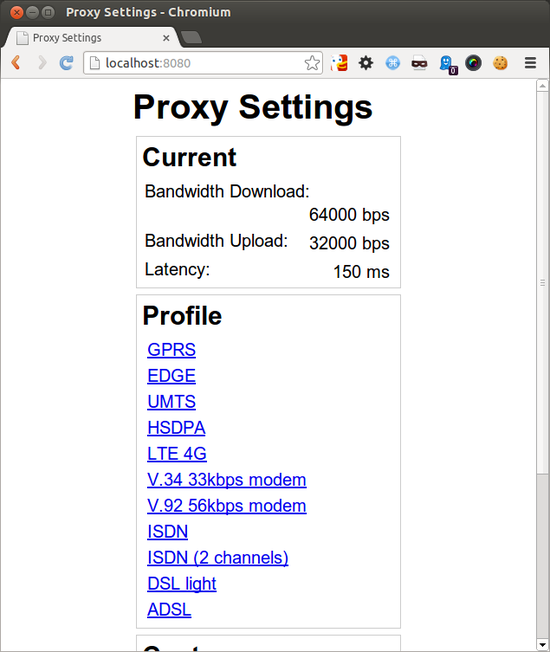 Proxy Settings - Chromium
Proxy Settings
localhost:8080
0
Proxy Settings
Current
Bandwidth Download:
64000 bps
Bandwidth Upload: 32000 bps
Latency: 150 ms
Profile
GPRS
EDGE
UMTS
HSDPA
LTE 4G
V.34 33kbps modem
V.92 56kbps modem
ISDN
ISDN (2 channels)
DSL light
ADSL